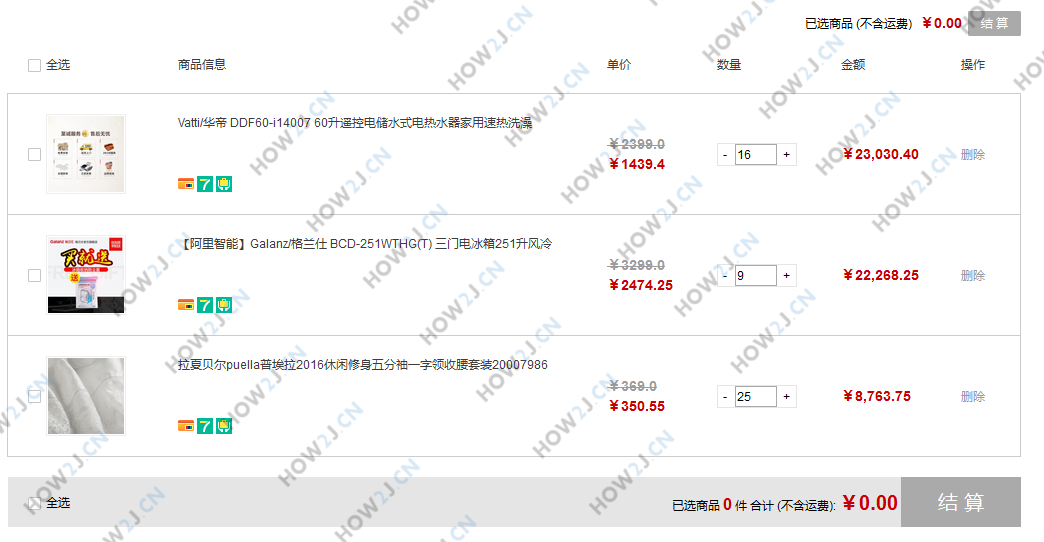 已选商品 (不含运费) ￥0.00 结 算
全选 商品信息 单价 数量 金额 操作
Vatti/华帝 DDF60-i14007 60升遥控电储水式电热水器家用速热洗澡
￥2399.0
￥1439.4
- 16 +
￥23,030.40
删除
7
【阿里智能】Galanz/格兰仕 BCD-251WTHG(T) 三门电冰箱251升风冷
Galanz
买就送
送
￥3299.0
￥2474.25
- 9 +
￥22,268.25
删除
7
拉夏贝尔puella普埃拉2016休闲修身五分袖一字领收腰套装20007986
￥369.0
￥350.55
- 25 +
￥8,763.75
删除
7
全选 已选商品 0 件 合计 (不含运费): ￥0.00 结 算
HOW2J.CN